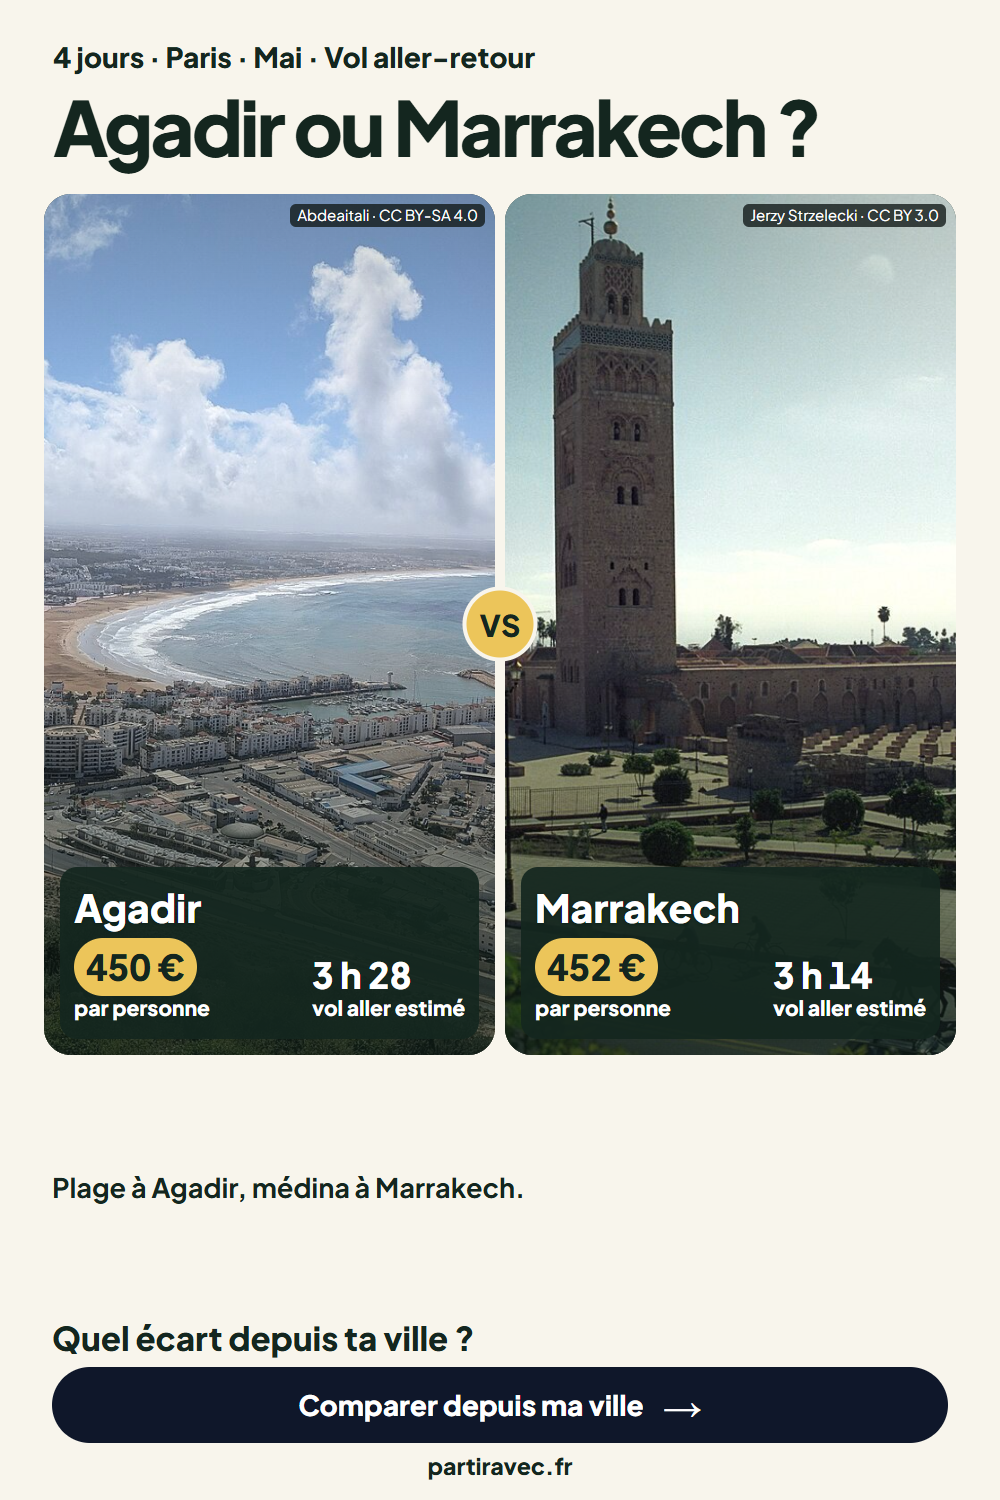 4 jours · Paris · Mai · Vol aller-retour
Agadir ou Marrakech ?
Abdeaitali · CC BY-SA 4.0
Jerzy Strzelecki · CC BY 3.0
VS
Agadir
450 €
par personne
3 h 28
vol aller estimé
Marrakech
452 €
par personne
3 h 14
vol aller estimé
Plage à Agadir, médina à Marrakech.
Quel écart depuis ta ville ?
Comparer depuis ma ville →
partiravec.fr